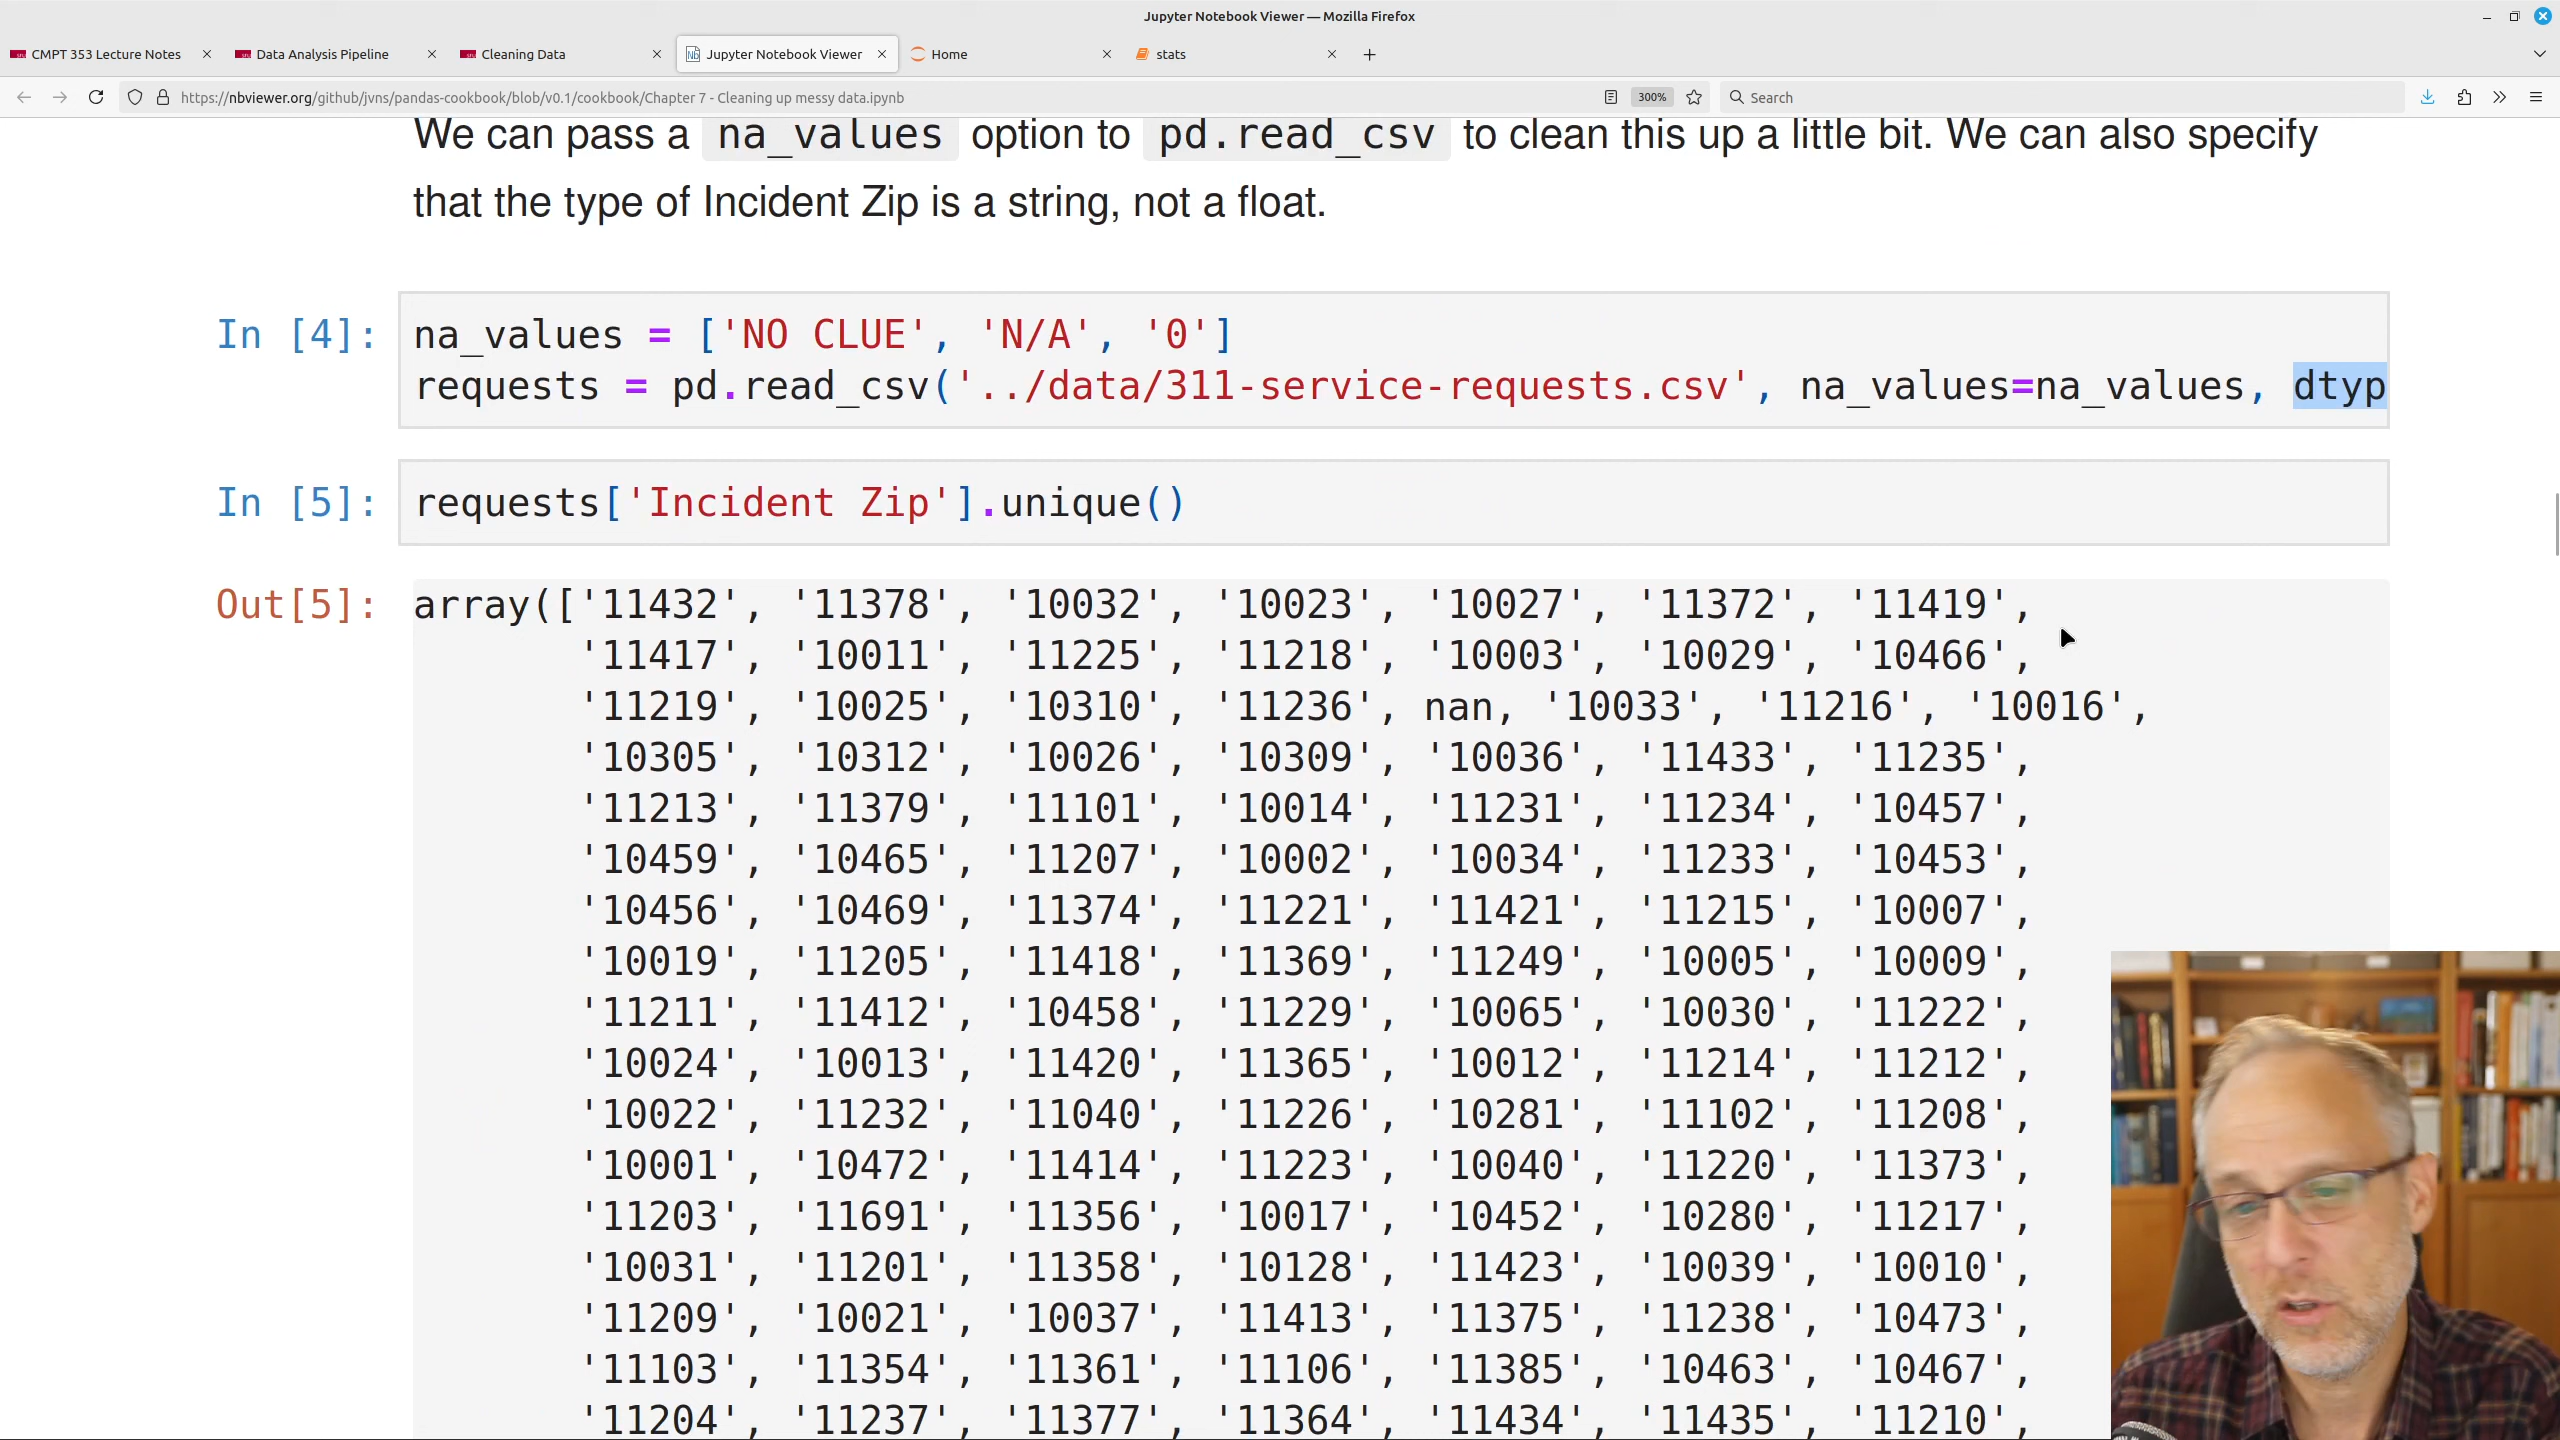 Jupyter Notebook Viewer — Mozilla Firefox
CMPT 353 Lecture Notes
Data Analysis Pipeline
Cleaning Data
Jupyter Notebook Viewer
Home
stats
https://nbviewer.org/github/jvns/pandas-cookbook/blob/v0.1/cookbook/Chapter 7 - Cleaning up messy data.ipynb
300%
Search
We can pass a na_values option to pd.read_csv to clean this up a little bit. We can also specify
that the type of Incident Zip is a string, not a float.
In [4]: na_values = ['NO CLUE', 'N/A', '0']
requests = pd.read_csv('../data/311-service-requests.csv', na_values=na_values, dtyp
In [5]: requests['Incident Zip'].unique()
Out[5]: array(['11432', '11378', '10032', '10023', '10027', '11372', '11419',
'11417', '10011', '11225', '11218', '10003', '10029', '10466',
'11219', '10025', '10310', '11236', nan, '10033', '11216', '10016',
'10305', '10312', '10026', '10309', '10036', '11433', '11235',
'11213', '11379', '11101', '10014', '11231', '11234', '10457',
'10459', '10465', '11207', '10002', '10034', '11233', '10453',
'10456', '10469', '11374', '11221', '11421', '11215', '10007',
'10019', '11205', '11418', '11369', '11249', '10005', '10009',
'11211', '11412', '10458', '11229', '10065', '10030', '11222',
'10024', '10013', '11420', '11365', '10012', '11214', '11212',
'10022', '11232', '11040', '11226', '10281', '11102', '11208',
'10001', '10472', '11414', '11223', '10040', '11220', '11373',
'11203', '11691', '11356', '10017', '10452', '10280', '11217',
'10031', '11201', '11358', '10128', '11423', '10039', '10010',
'11209', '10021', '10037', '11413', '11375', '11238', '10473',
'11103', '11354', '11361', '11106', '11385', '10463', '10467',
'11204', '11237', '11377', '11364', '11434', '11435', '11210',